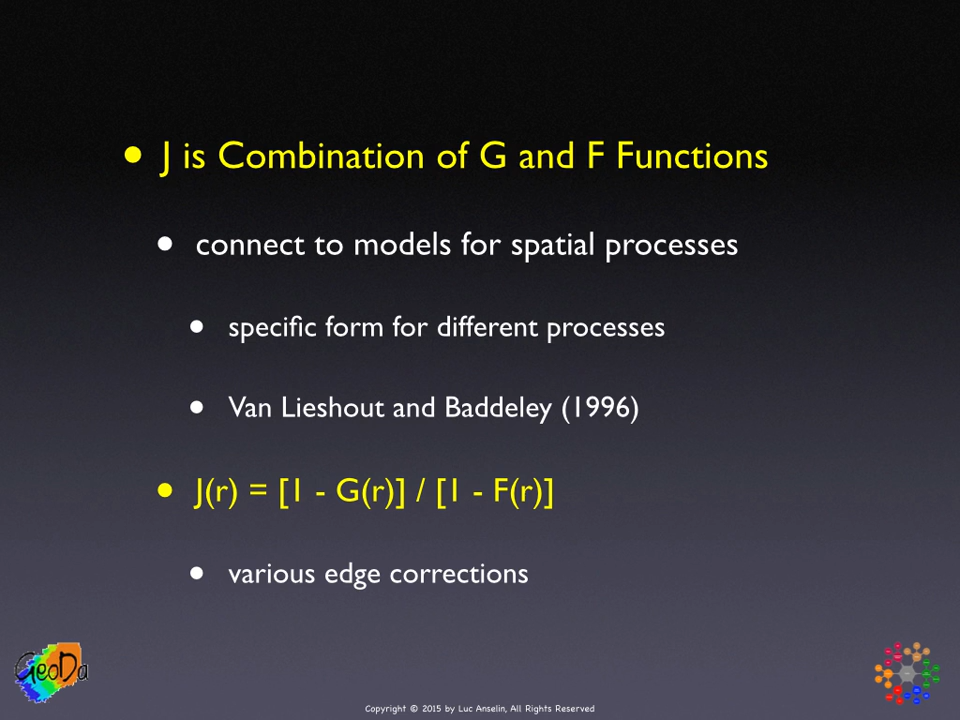 J is Combination of G and F Functions
connect to models for spatial processes
specific form for different processes
Van Lieshout and Baddeley (1996)
J(r) = [1 - G(r)] / [1 - F(r)]
various edge corrections
GeoDa
Copyright © 2015 by Luc Anselin, All Rights Reserved